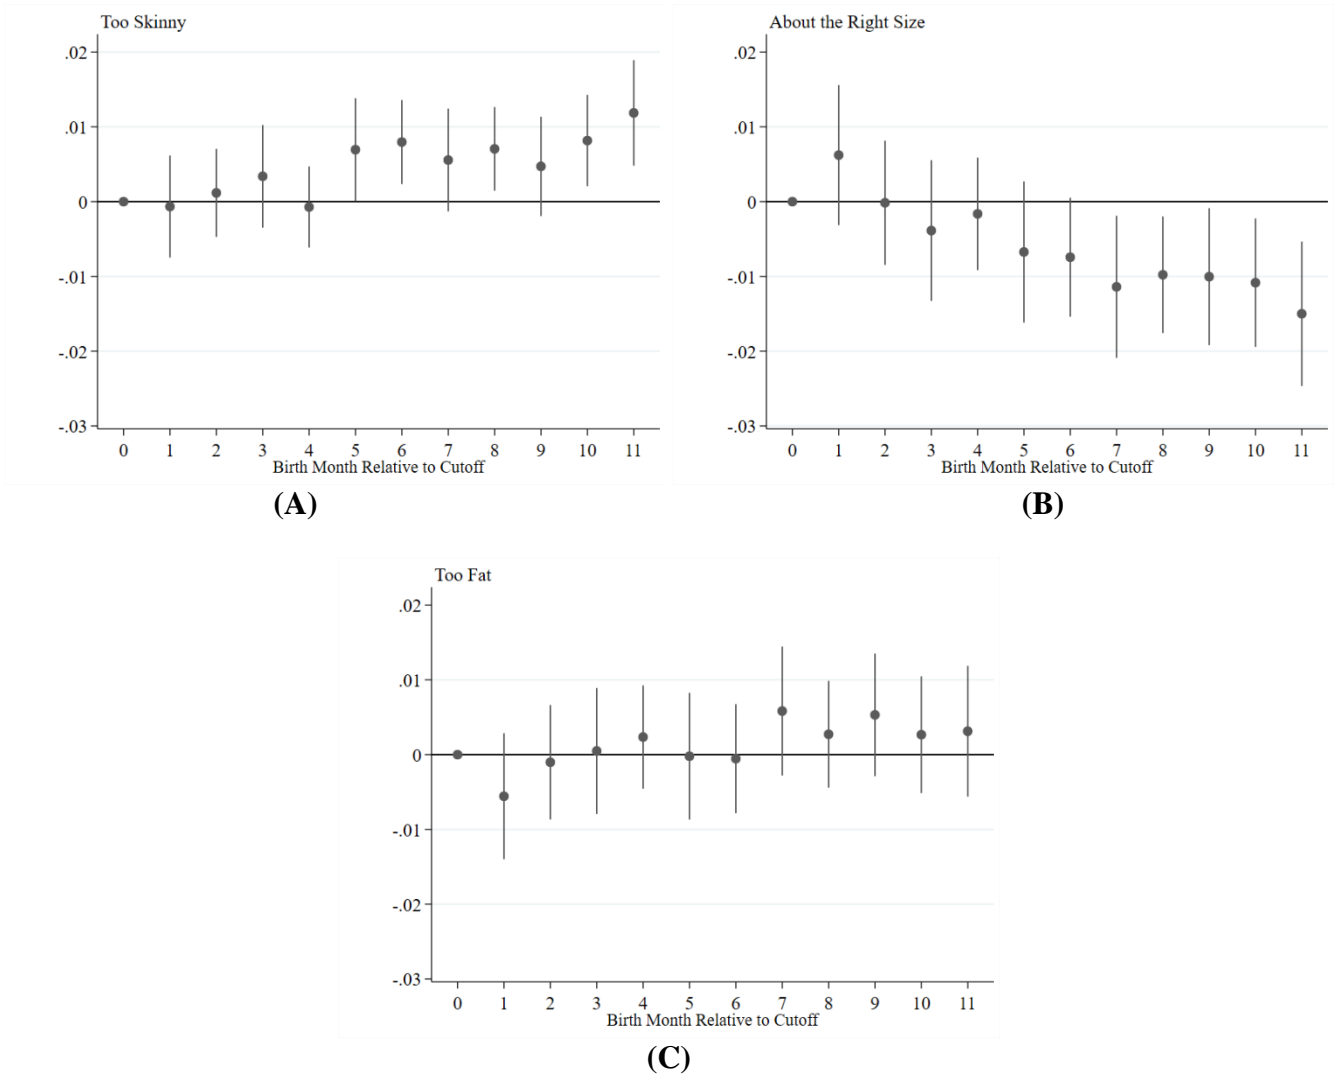 Too Skinny
.02
.01
0
-.01
-.02
-.03
0 1 2 3 4 5 6 7 8 9 10 11
Birth Month Relative to Cutoff
(A)
About the Right Size
.02
.01
0
-.01
-.02
-.03
0 1 2 3 4 5 6 7 8 9 10 11
Birth Month Relative to Cutoff
(B)
Too Fat
.02
.01
0
-.01
-.02
-.03
0 1 2 3 4 5 6 7 8 9 10 11
Birth Month Relative to Cutoff
(C)